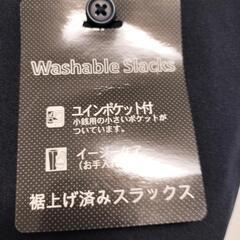 Washable Slacks
ユインポケット付
小銭用の小さいポケットが
ついています。
イージーケア
(お手入れ
裾上げ済みスラックス